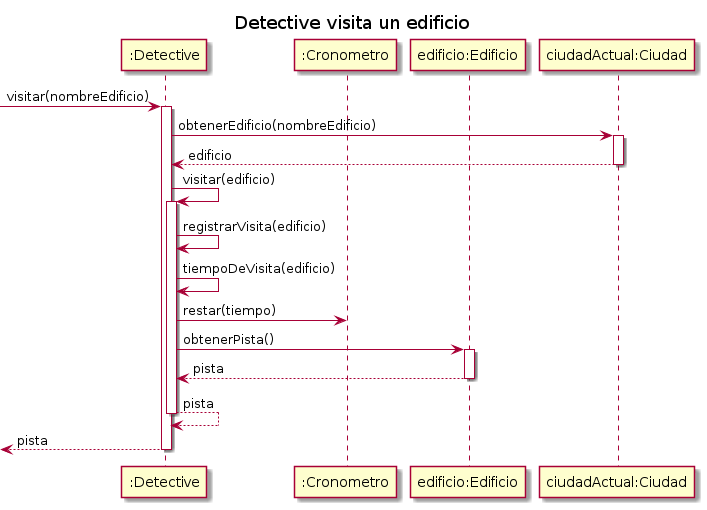 Detective visita un edificio
:Detective
:Cronometro
edificio:Edificio
ciudadActual:Ciudad
visitar(nombreEdificio)
obtenerEdificio(nombreEdificio)
edificio
visitar(edificio)
registrarVisita(edificio)
tiempoDeVisita(edificio)
restar(tiempo)
obtenerPista()
pista
pista
pista
:Detective
:Cronometro
edificio:Edificio
ciudadActual:Ciudad